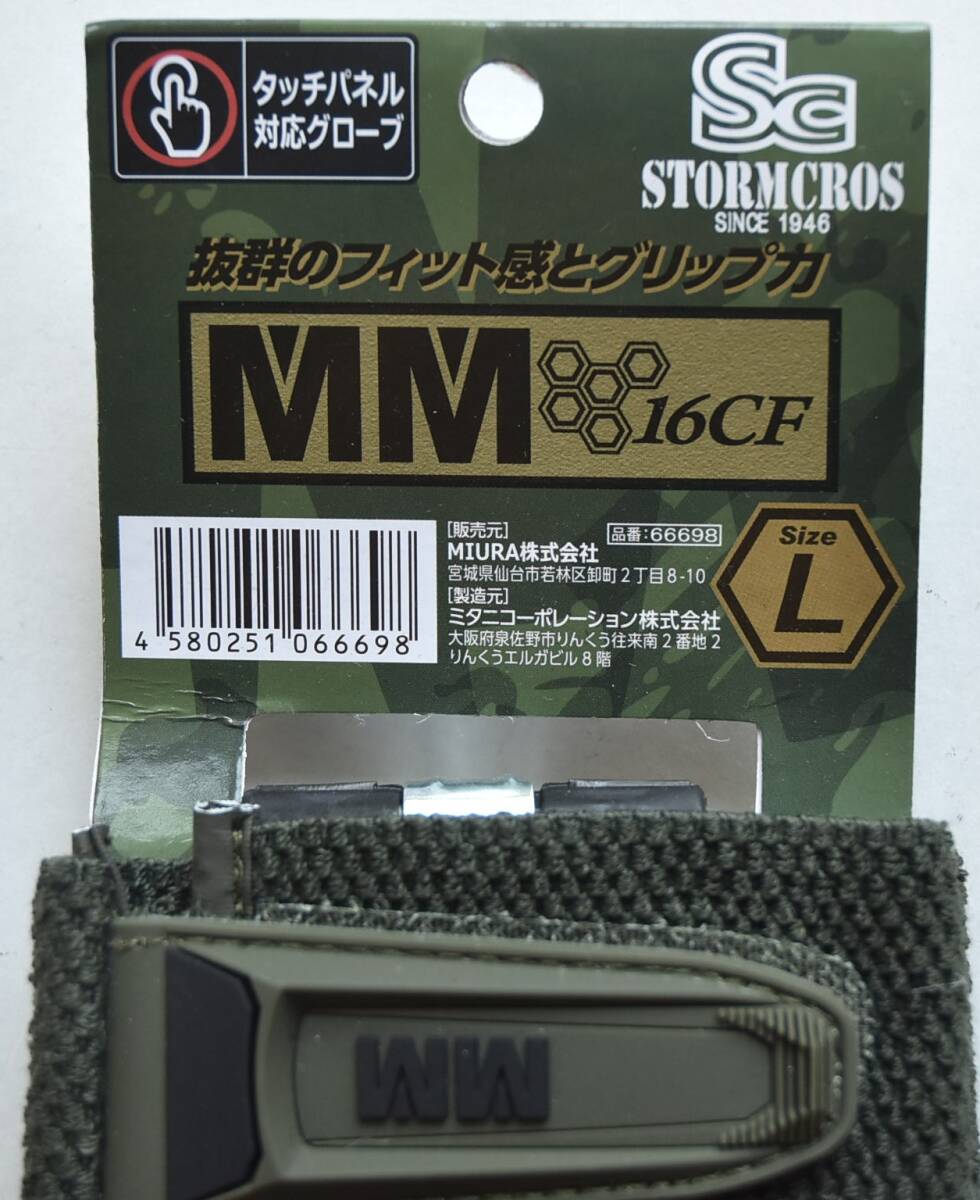 タッチパネル
対応グローブ
Sc
STORMCROS
SINCE 1946
抜群のフィット感とグリップ力
MM 16CF
[販売元]
品番:66698
MIURA株式会社
宮城県仙台市若林区卸町2丁目8-10
[製造元]
ミタニコーポレーション株式会社
大阪府泉佐野市りんくう往来南2番地2
りんくうエルガビル8階
Size
L
4 580251 066698
MM